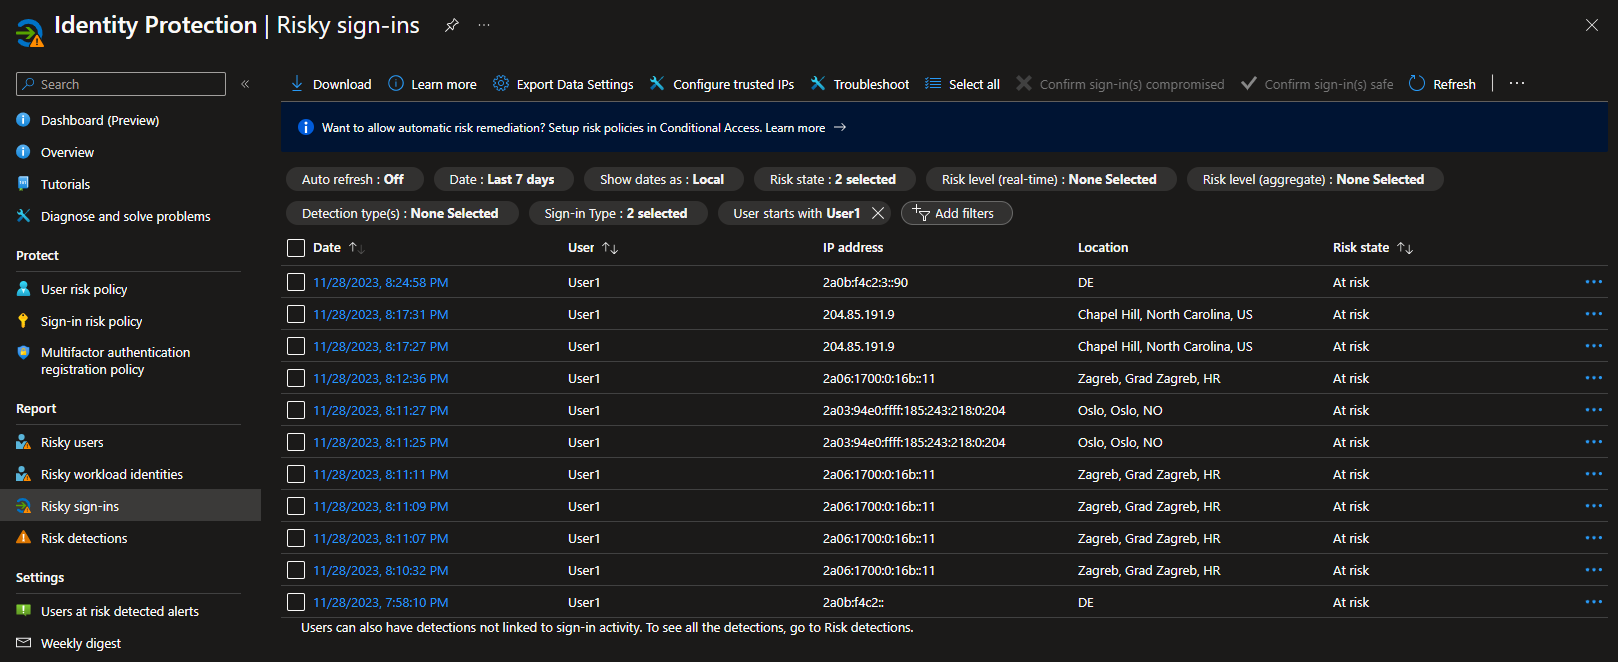 Identity Protection | Risky sign-ins
Search
Dashboard (Preview)
Overview
Tutorials
Diagnose and solve problems
Protect
User risk policy
Sign-in risk policy
Multifactor authentication
registration policy
Report
Risky users
Risky workload identities
Risky sign-ins
Risk detections
Settings
Users at risk detected alerts
Weekly digest
Download Learn more Export Data Settings Configure trusted IPs Troubleshoot Select all Confirm sign-in(s) compromised Confirm sign-in(s) safe Refresh
Want to allow automatic risk remediation? Setup risk policies in Conditional Access. Learn more →
Auto refresh : Off Date : Last 7 days Show dates as : Local Risk state : 2 selected Risk level (real-time) : None Selected Risk level (aggregate) : None Selected
Detection type(s) : None Selected Sign-in Type : 2 selected User starts with User1 Add filters
Date User IP address Location Risk state
11/28/2023, 8:24:58 PM User1 2a0b:f4c2:3::90 DE At risk
11/28/2023, 8:17:31 PM User1 204.85.191.9 Chapel Hill, North Carolina, US At risk
11/28/2023, 8:17:27 PM User1 204.85.191.9 Chapel Hill, North Carolina, US At risk
11/28/2023, 8:12:36 PM User1 2a06:1700:0:16b::11 Zagreb, Grad Zagreb, HR At risk
11/28/2023, 8:11:27 PM User1 2a03:94e0:ffff:185:243:218:0:204 Oslo, Oslo, NO At risk
11/28/2023, 8:11:25 PM User1 2a03:94e0:ffff:185:243:218:0:204 Oslo, Oslo, NO At risk
11/28/2023, 8:11:11 PM User1 2a06:1700:0:16b::11 Zagreb, Grad Zagreb, HR At risk
11/28/2023, 8:11:09 PM User1 2a06:1700:0:16b::11 Zagreb, Grad Zagreb, HR At risk
11/28/2023, 8:11:07 PM User1 2a06:1700:0:16b::11 Zagreb, Grad Zagreb, HR At risk
11/28/2023, 8:10:32 PM User1 2a06:1700:0:16b::11 Zagreb, Grad Zagreb, HR At risk
11/28/2023, 7:58:10 PM User1 2a0b:f4c2:: DE At risk
Users can also have detections not linked to sign-in activity. To see all the detections, go to Risk detections.